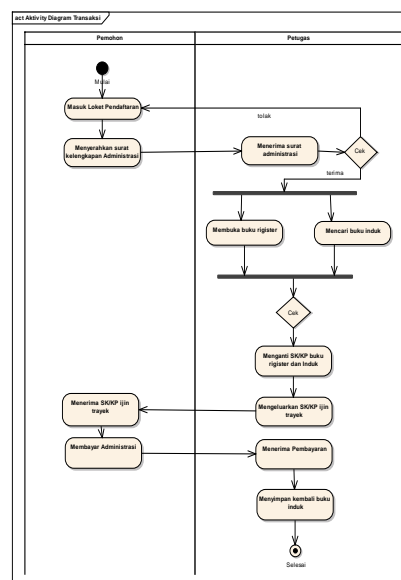 act Aktivity Diagram Transaksi
Pemohon
Petugas
Mulai
Masuk Loket Pendaftaran
tolak
Menyerahkan surat
kelengkapan Administrasi
Menerima surat
administrasi
Cek
terima
Membuka buku rigister
Mencari buku induk
Cek
Menganti SK/KP buku
rigister dan Induk
Menerima SK/KP ijin
trayek
Mengeluarkan SK/KP ijin
trayek
Membayar Administrasi
Menerima Pembayaran
Menyimpan kembali buku
induk
Selesai